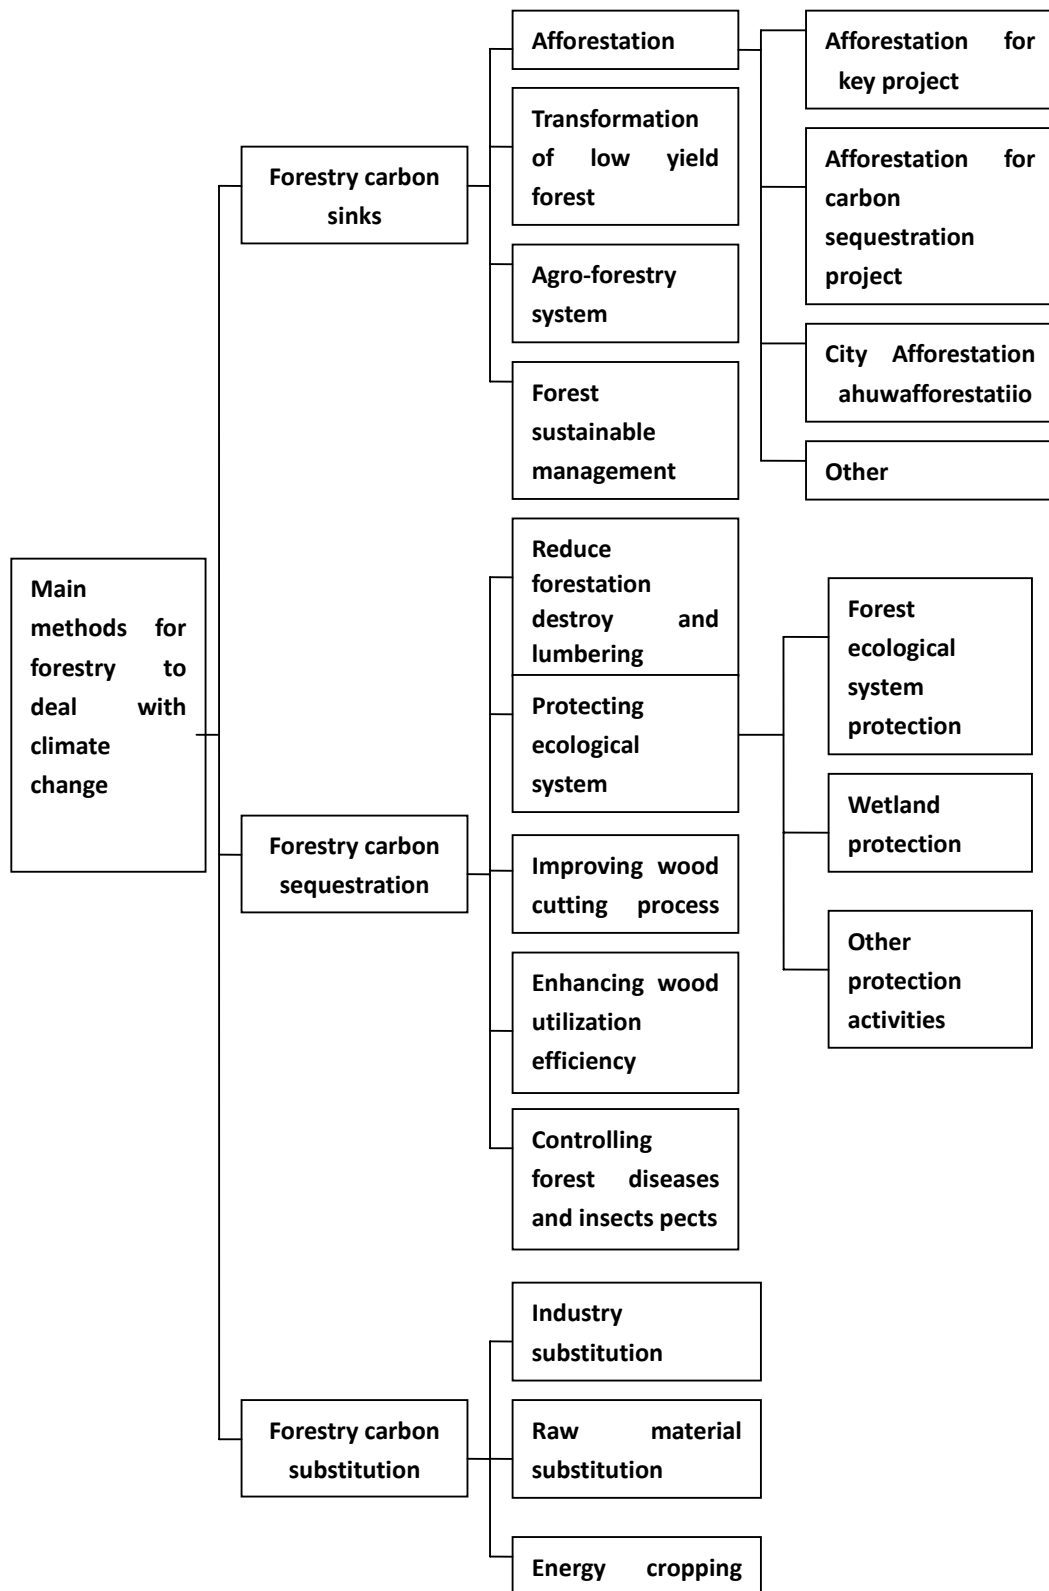 Main
methods for
forestry to
deal with
climate
change
Forestry carbon
sinks
Afforestation
Transformation
of low yield
forest
Agro-forestry
system
Forest
sustainable
management
Afforestation for
key project
Afforestation for
carbon
sequestration
project
City Afforestation
ahuwafforestatiio
Other
Forestry carbon
sequestration
Reduce
forestation
destroy and
lumbering
Protecting
ecological
system
Improving wood
cutting process
Enhancing wood
utilization
efficiency
Controlling
forest diseases
and insects pects
Forest
ecological
system
protection
Wetland
protection
Other
protection
activities
Forestry carbon
substitution
Industry
substitution
Raw material
substitution
Energy cropping